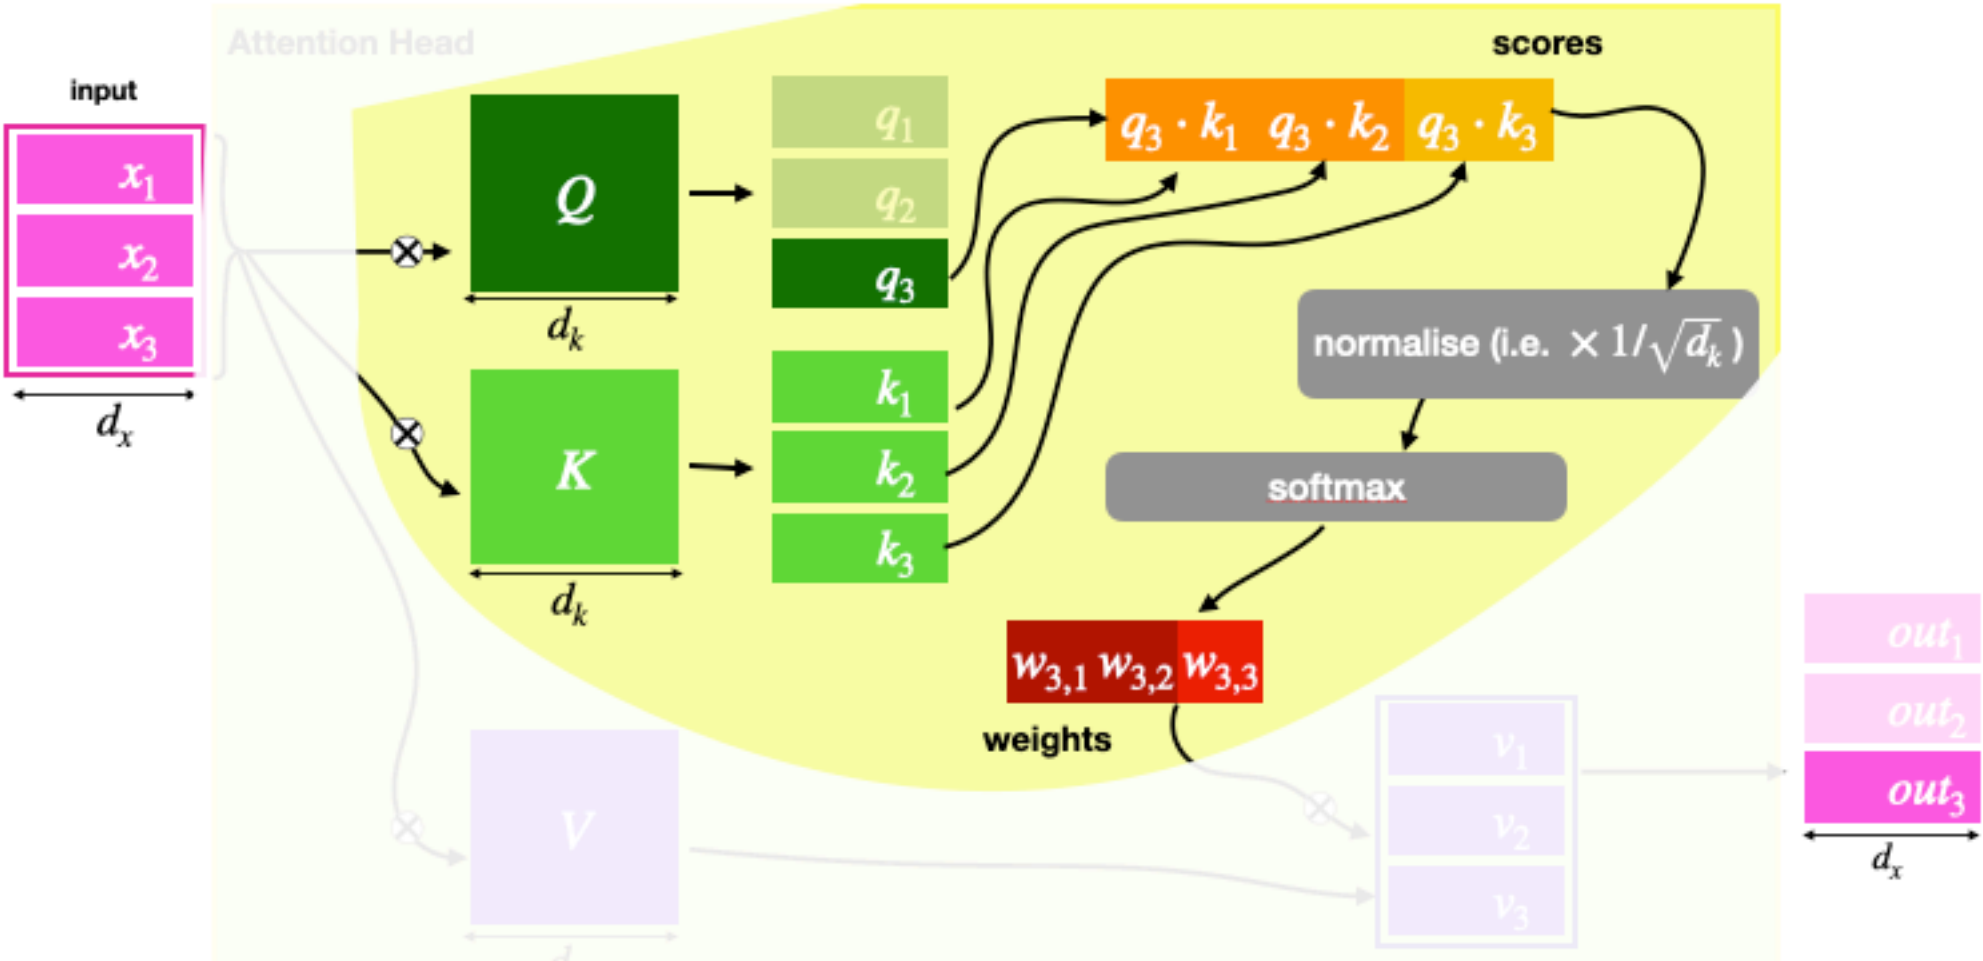 Attention Head
input
x₁
x₂
x₃
dₓ
Q
dₖ
K
dₖ
V
q₁
q₂
q₃
k₁
k₂
k₃
scores
q₃ · k₁ q₃ · k₂ q₃ · k₃
normalise (i.e. × 1/√dₖ )
softmax
w₃,₁ w₃,₂ w₃,₃
weights
v₁
v₂
v₃
out₁
out₂
out₃
dₓ